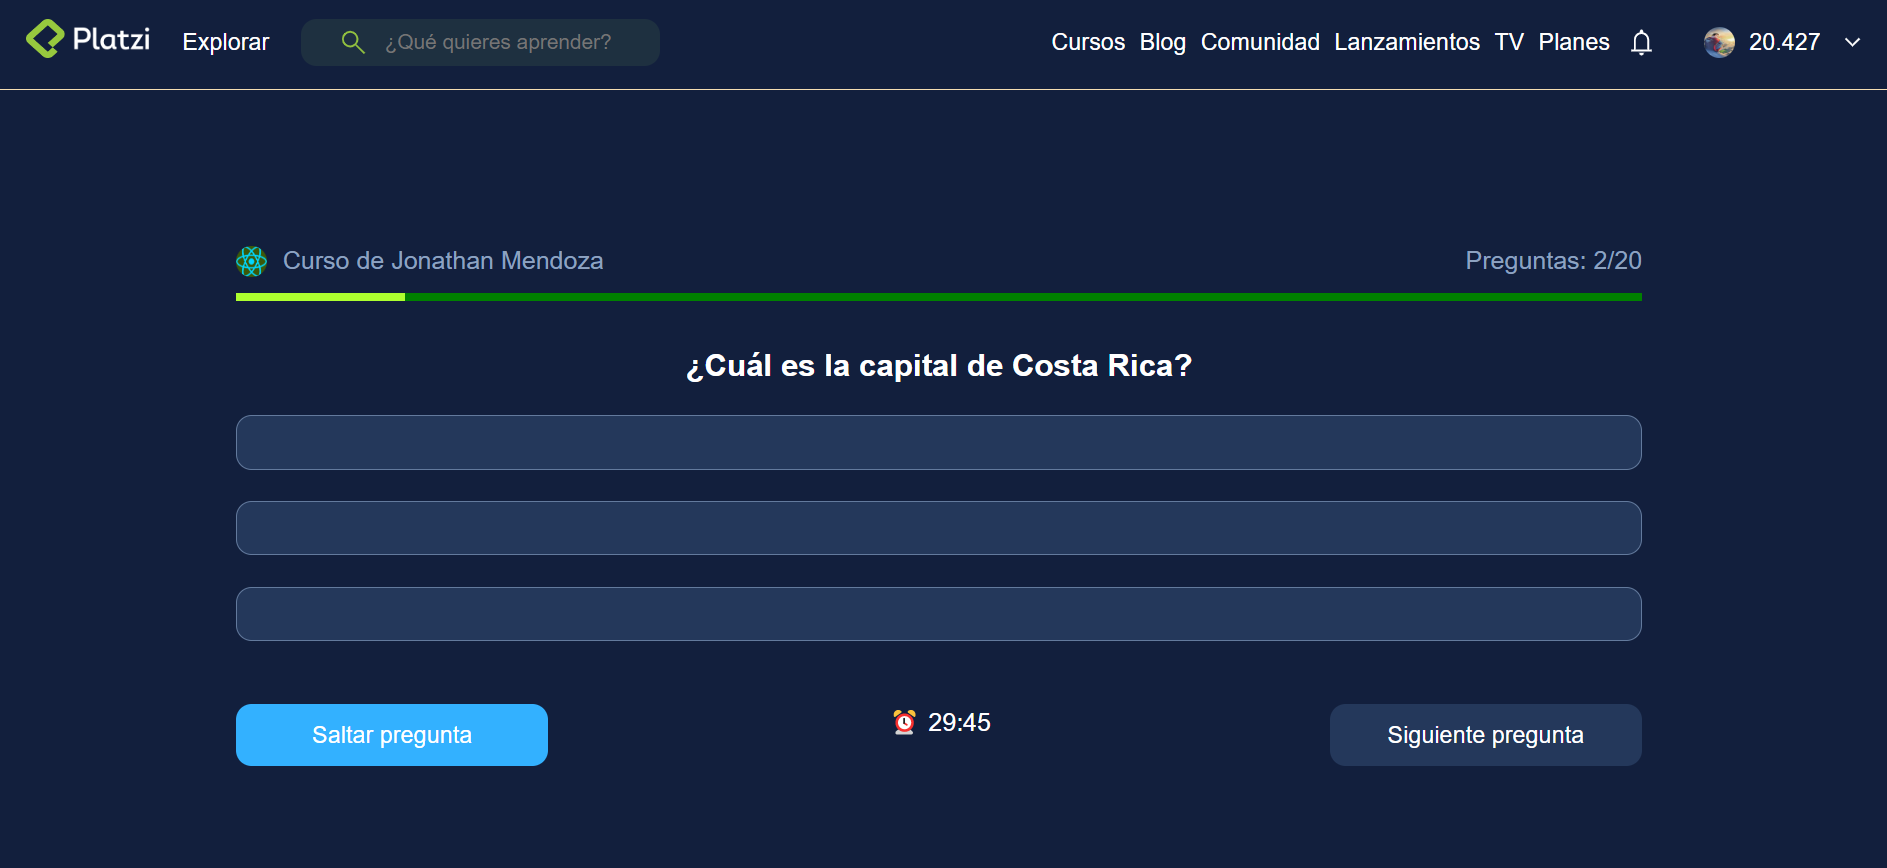 Platzi Explorar ¿Qué quieres aprender? Cursos Blog Comunidad Lanzamientos TV Planes 20.427
Curso de Jonathan Mendoza Preguntas: 2/20
¿Cuál es la capital de Costa Rica?
Saltar pregunta 29:45 Siguiente pregunta